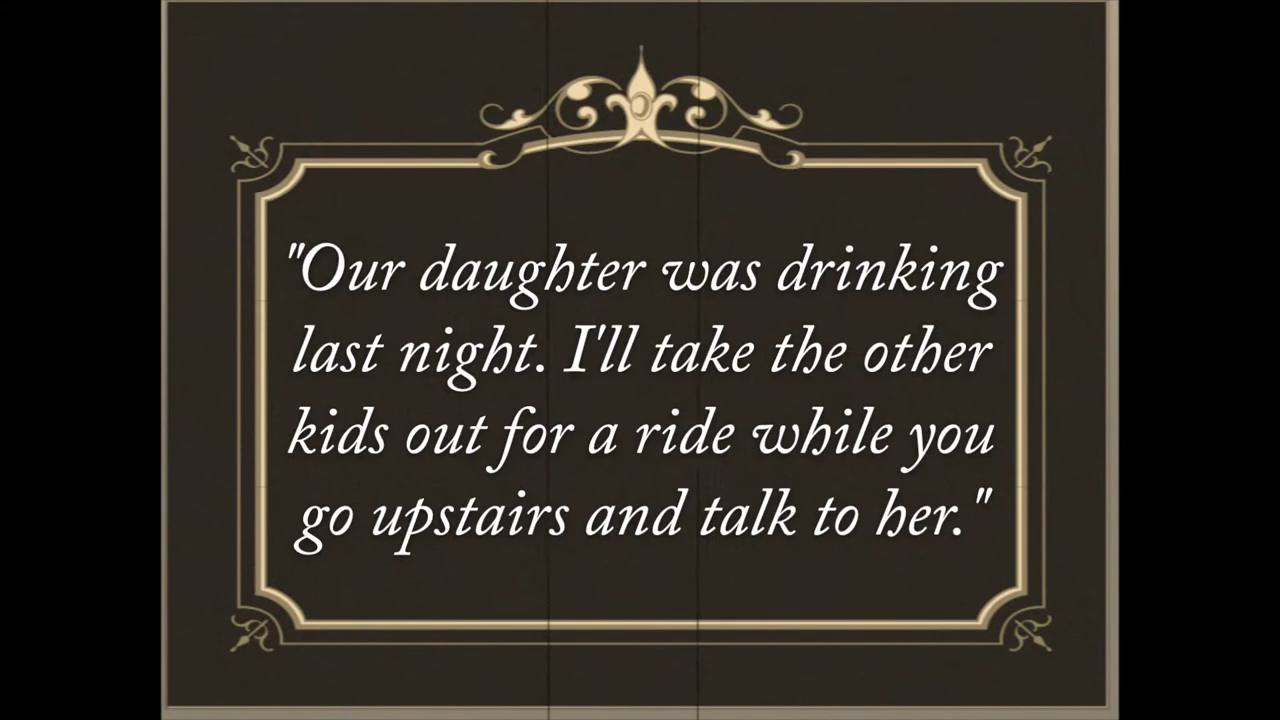 "Our daughter was drinking
last night. I'll take the other
kids out for a ride while you
go upstairs and talk to her."